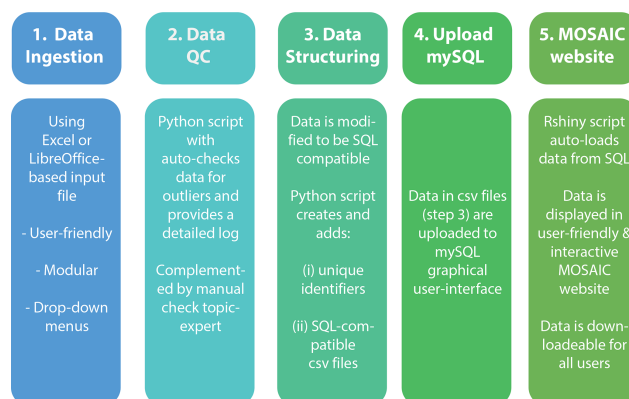 1. Data
Ingestion
2. Data
QC
3. Data
Structuring
4. Upload
mySQL
5. MOSAIC
website
Using
Excel or
LibreOffice-
based input
file
- User-friendly
- Modular
- Drop-down
menus
Python script
with
auto-checks
data for
outliers and
provides a
detailed log
Complement-
ed by manual
check topic-
expert
Data is modi-
fied to be SQL
compatible
Python script
creates and
adds:
(i) unique
identifiers
(ii) SQL-com-
patible
csv files
Data in csv files
(step 3) are
uploaded to
mySQL
graphical
user-interface
Rshiny script
auto-loads
data from SQL
Data is
displayed in
user-friendly &
interactive
MOSAIC
website
Data is down-
loadeable for
all users